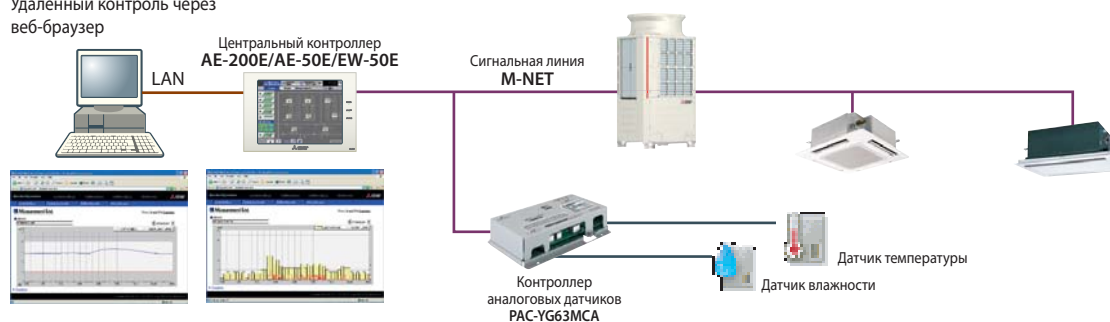 Удаленный контроль через
веб-браузер
LAN
Центральный контроллер
AE-200E/AE-50E/EW-50E
Сигнальная линия
M-NET
Контроллер
аналоговых датчиков
PAC-YG63MCA
Датчик температуры
Датчик влажности